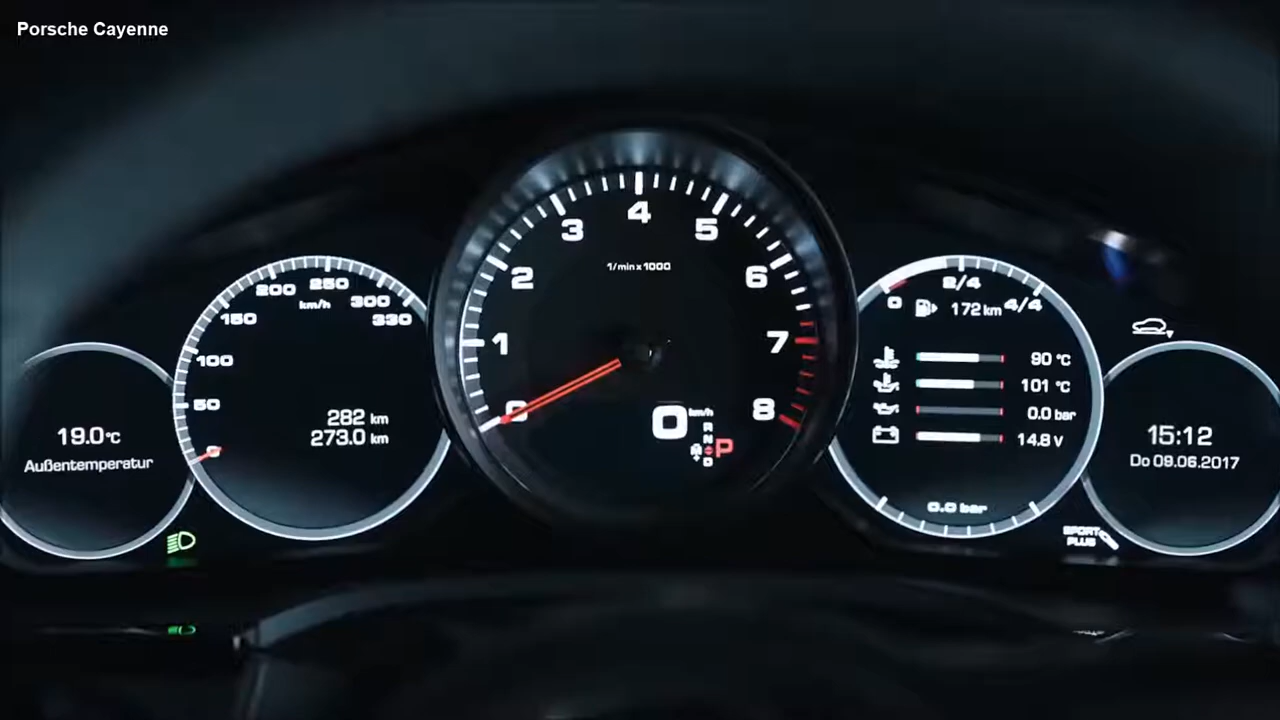 Porsche Cayenne
19.0°C
Außentemperatur
0
50
100
150
200
250
300
330
km/h
282 km
273.0 km
0
1
2
3
4
5
6
7
8
1/min x 1000
0 km/h
R
N
D
M
+
P
0
2/4
4/4
172 km
90 °C
101 °C
0.0 bar
14.8 V
0.0 bar
SPORT
PLUS
15:12
Do 09.06.2017